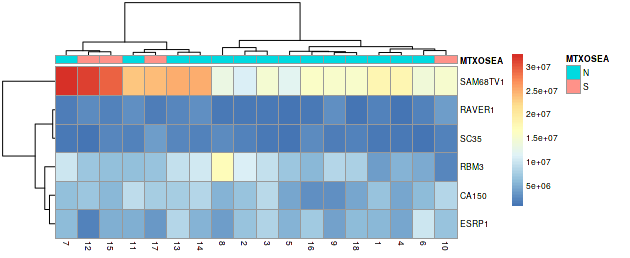 MTXOSEA
SAM68TV1
RAVER1
SC35
RBM3
CA150
ESRP1
7 12 15 11 17 13 14 8 2 3 5 16 9 18 1 4 6 10
3e+07
2.5e+07
2e+07
1.5e+07
1e+07
5e+06
MTXOSEA
N
S